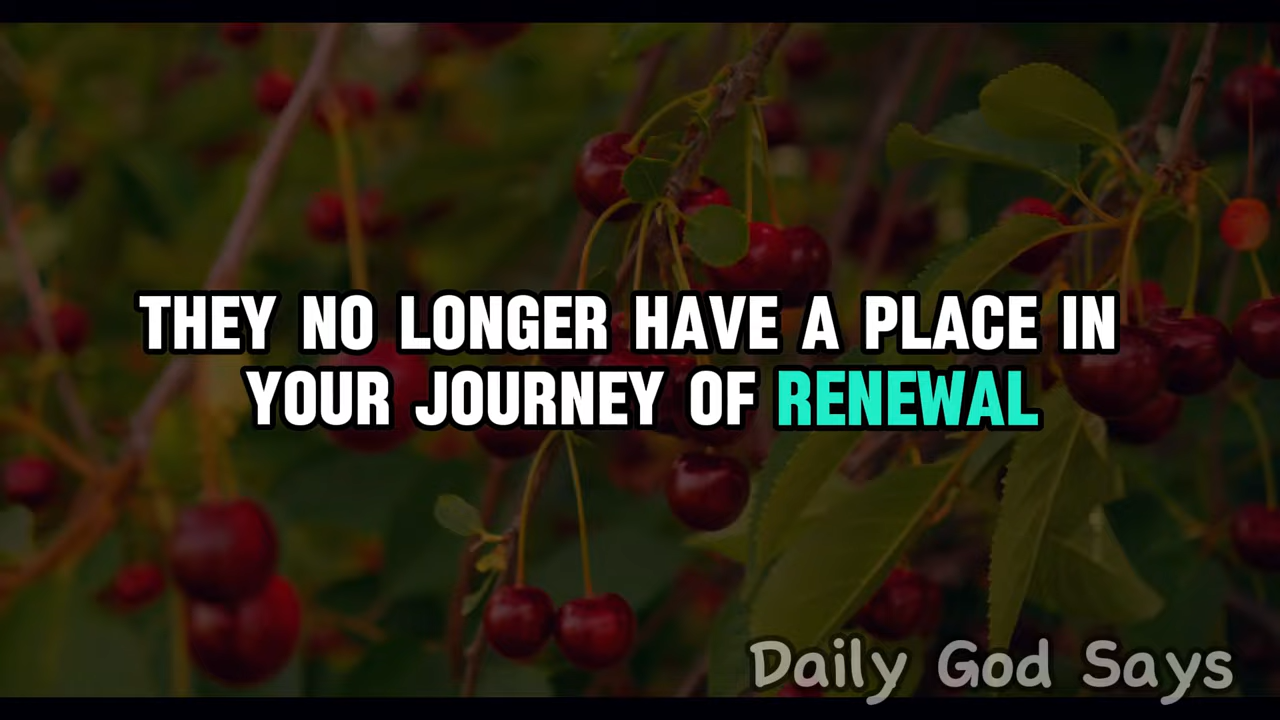 THEY NO LONGER HAVE A PLACE IN
YOUR JOURNEY OF RENEWAL
Daily God Says